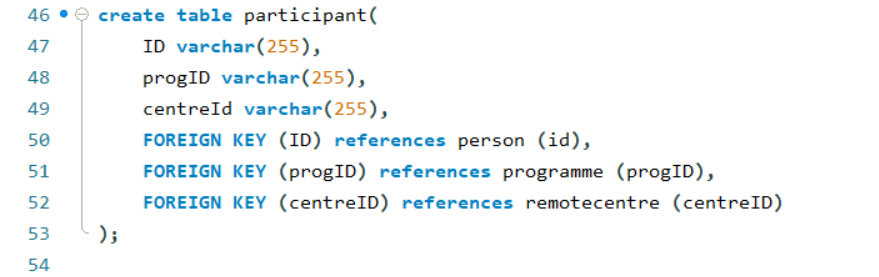 46 create table participant(
47 ID varchar(255),
48 progID varchar(255),
49 centreId varchar(255),
50 FOREIGN KEY (ID) references person (id),
51 FOREIGN KEY (progID) references programme (progID),
52 FOREIGN KEY (centreID) references remotecentre (centreID)
53 );
54